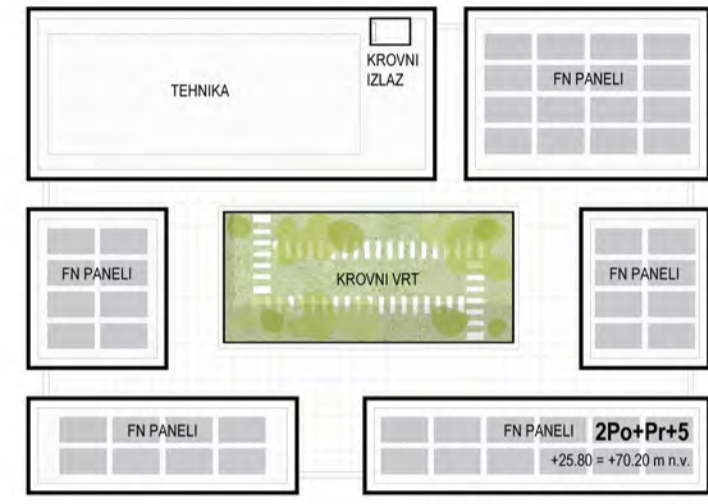 TEHNIKA
KROVNI
IZLAZ
FN PANELI
FN PANELI
KROVNI VRT
FN PANELI
FN PANELI
FN PANELI 2Po+Pr+5
+25.80 = +70.20 m n.v.